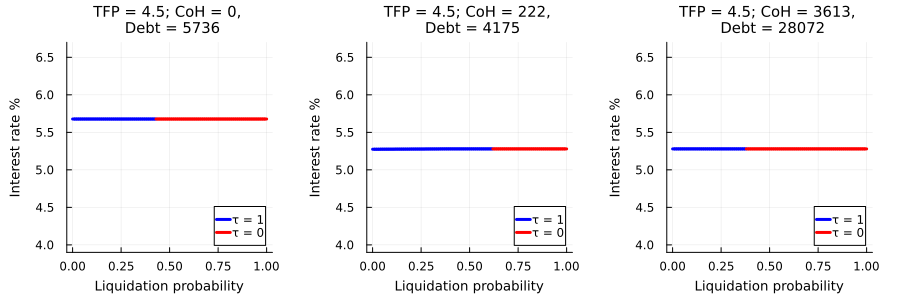 TFP = 4.5; CoH = 0,
Debt = 5736
Interest rate %
6.5
6.0
5.5
5.0
4.5
4.0
τ = 1
τ = 0
0.00 0.25 0.50 0.75 1.00
Liquidation probability
TFP = 4.5; CoH = 222,
Debt = 4175
Interest rate %
6.5
6.0
5.5
5.0
4.5
4.0
τ = 1
τ = 0
0.00 0.25 0.50 0.75 1.00
Liquidation probability
TFP = 4.5; CoH = 3613,
Debt = 28072
Interest rate %
6.5
6.0
5.5
5.0
4.5
4.0
τ = 1
τ = 0
0.00 0.25 0.50 0.75 1.00
Liquidation probability